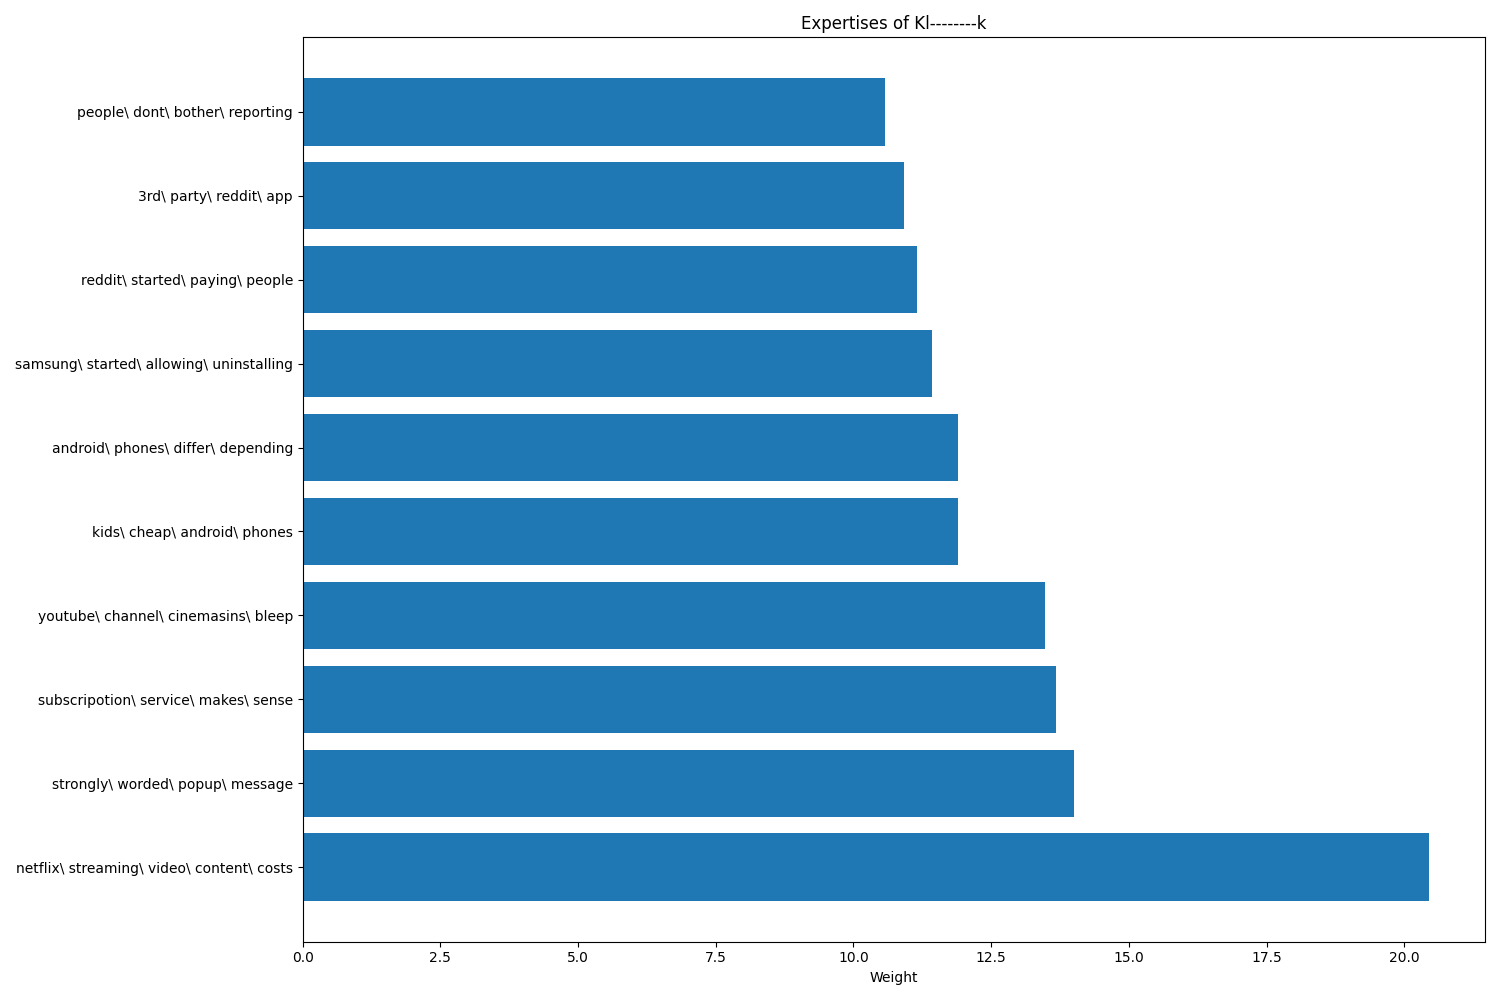 Expertises of Kl--------k
people\ dont\ bother\ reporting
3rd\ party\ reddit\ app
reddit\ started\ paying\ people
samsung\ started\ allowing\ uninstalling
android\ phones\ differ\ depending
kids\ cheap\ android\ phones
youtube\ channel\ cinemasins\ bleep
subscripotion\ service\ makes\ sense
strongly\ worded\ popup\ message
netflix\ streaming\ video\ content\ costs
0.0 2.5 5.0 7.5 10.0 12.5 15.0 17.5 20.0
Weight